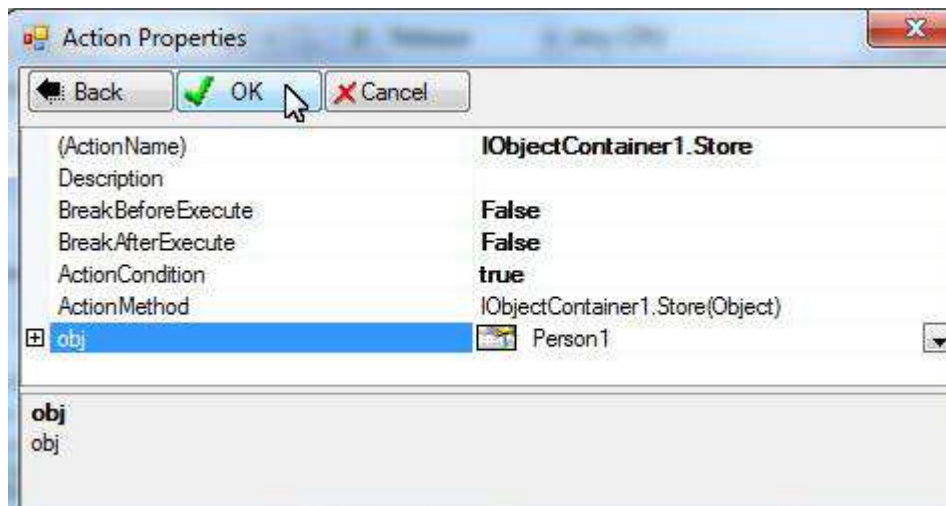 Action Properties
Back OK Cancel
(ActionName) IObjectContainer1.Store
Description
BreakBeforeExecute False
BreakAfterExecute False
ActionCondition true
ActionMethod IObjectContainer1.Store(Object)
obj Person1
obj
obj